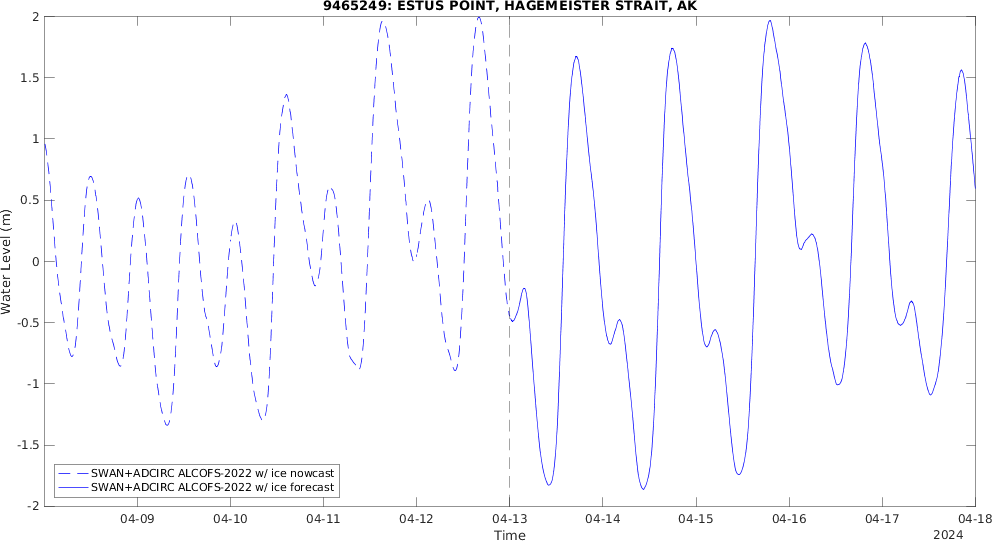 9465249: ESTUS POINT, HAGEMEISTER STRAIT, AK
2
1.5
1
0.5
0
-0.5
-1
-1.5
-2
Water Level (m)
SWAN+ADCIRC ALCOFS-2022 w/ ice nowcast
SWAN+ADCIRC ALCOFS-2022 w/ ice forecast
04-09 04-10 04-11 04-12 04-13 04-14 04-15 04-16 04-17 04-18
Time
2024